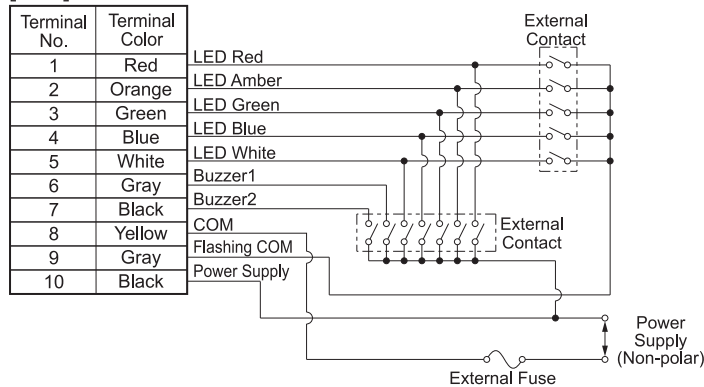 Terminal No. Terminal Color
1 Red LED Red
2 Orange LED Amber
3 Green LED Green
4 Blue LED Blue
5 White LED White
6 Gray Buzzer1
7 Black Buzzer2
8 Yellow COM
9 Gray Flashing COM
10 Black Power Supply
External
Contact
External
Contact
Power
Supply
(Non-polar)
External Fuse